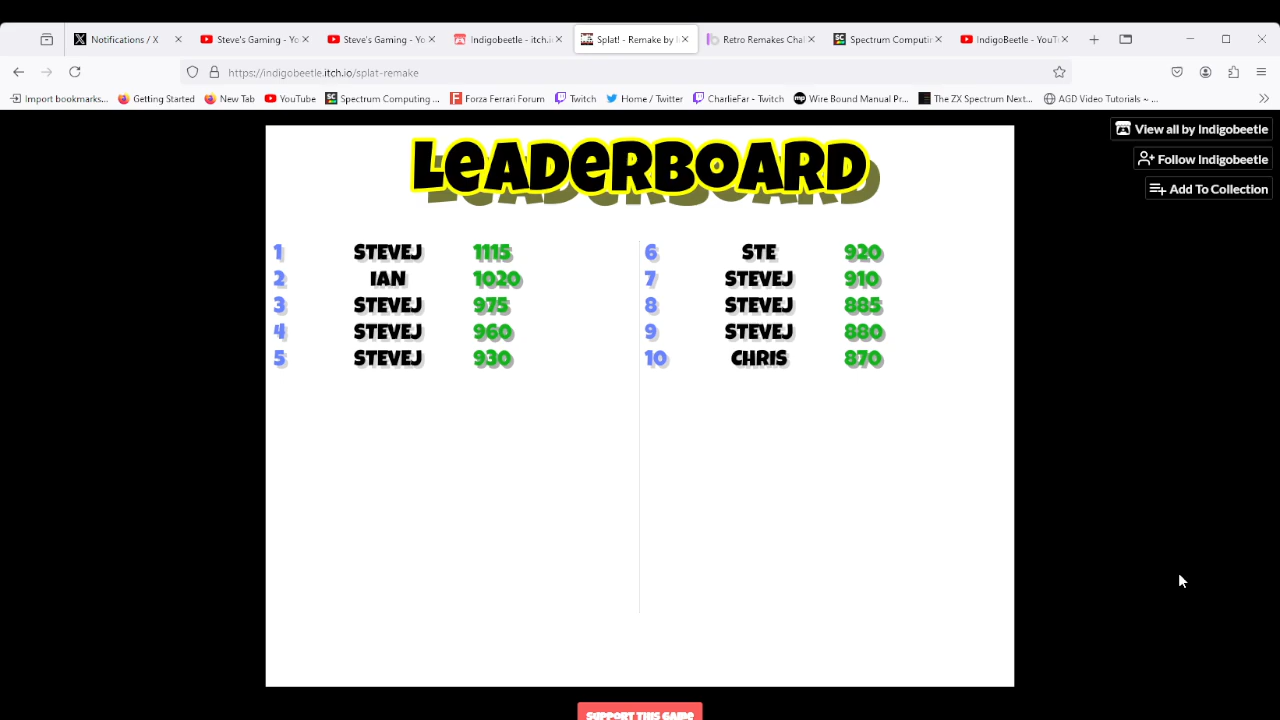 Notifications / X
Steve's Gaming - Yo
Steve's Gaming - Yo
Indigobeetle - itch.i
Splat! - Remake by I
Retro Remakes Chal
Spectrum Computin
IndigoBeetle - YouT
https://indigobeetle.itch.io/splat-remake
Import bookmarks...
Getting Started
New Tab
YouTube
Spectrum Computing ...
Forza Ferrari Forum
Twitch
Home / Twitter
CharlieFar - Twitch
Wire Bound Manual Pr...
The ZX Spectrum Next...
AGD Video Tutorials ~ ...
View all by Indigobeetle
Follow Indigobeetle
Add To Collection
LEADERBOARD
1 STEVEJ 1115
2 IAN 1020
3 STEVEJ 975
4 STEVEJ 960
5 STEVEJ 930
6 STE 920
7 STEVEJ 910
8 STEVEJ 885
9 STEVEJ 880
10 CHRIS 870
SUPPORT THIS GAME